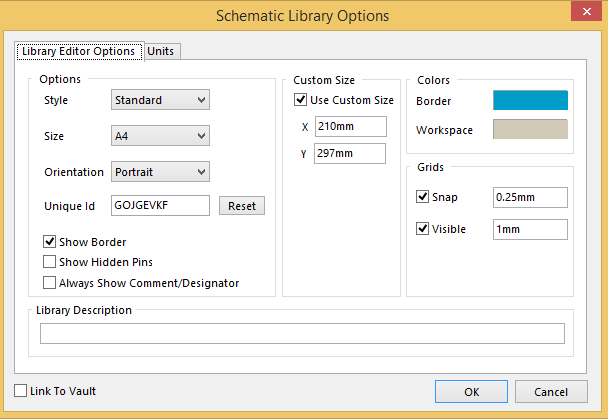 Schematic Library Options
Library Editor Options
Units
Options
Style
Standard
Size
A4
Orientation
Portrait
Unique Id
GOJGEVKF
Reset
Show Border
Show Hidden Pins
Always Show Comment/Designator
Custom Size
Use Custom Size
X
210mm
Y
297mm
Colors
Border
Workspace
Grids
Snap
0.25mm
Visible
1mm
Library Description
Link To Vault
OK
Cancel